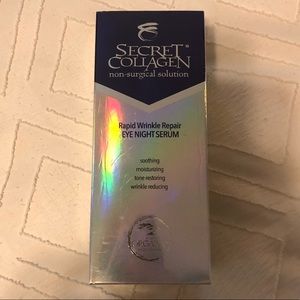 SECRET
COLLAGEN
non-surgical solution
Rapid Wrinkle Repair
EYE NIGHT SERUM
soothing
moisturizing
tone restoring
wrinkle reducing